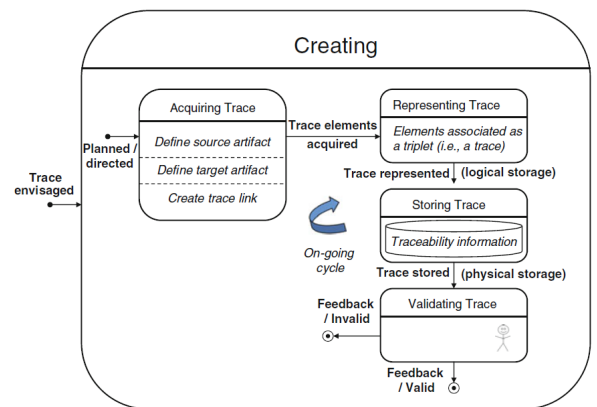 Creating
Acquiring Trace
Define source artifact
Define target artifact
Create trace link
Planned /
directed
Trace
envisaged
Trace elements
acquired
Representing Trace
Elements associated as
a triplet (i.e., a trace)
Trace represented (logical storage)
Storing Trace
Traceability information
On-going
cycle
Trace stored (physical storage)
Validating Trace
Feedback
/ Invalid
Feedback
/ Valid